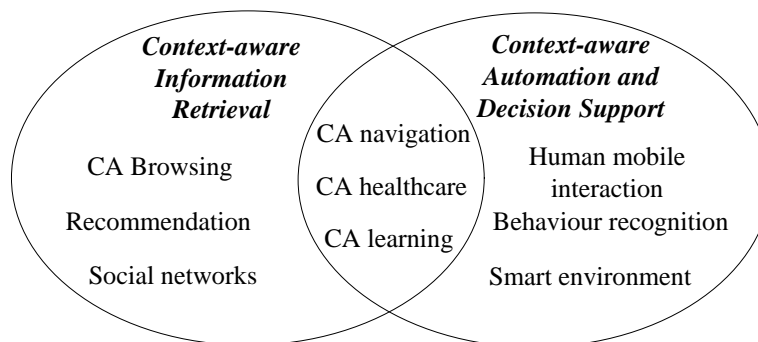 Context-aware
Information
Retrieval
CA Browsing
Recommendation
Social networks
CA navigation
CA healthcare
CA learning
Context-aware
Automation and
Decision Support
Human mobile
interaction
Behaviour recognition
Smart environment